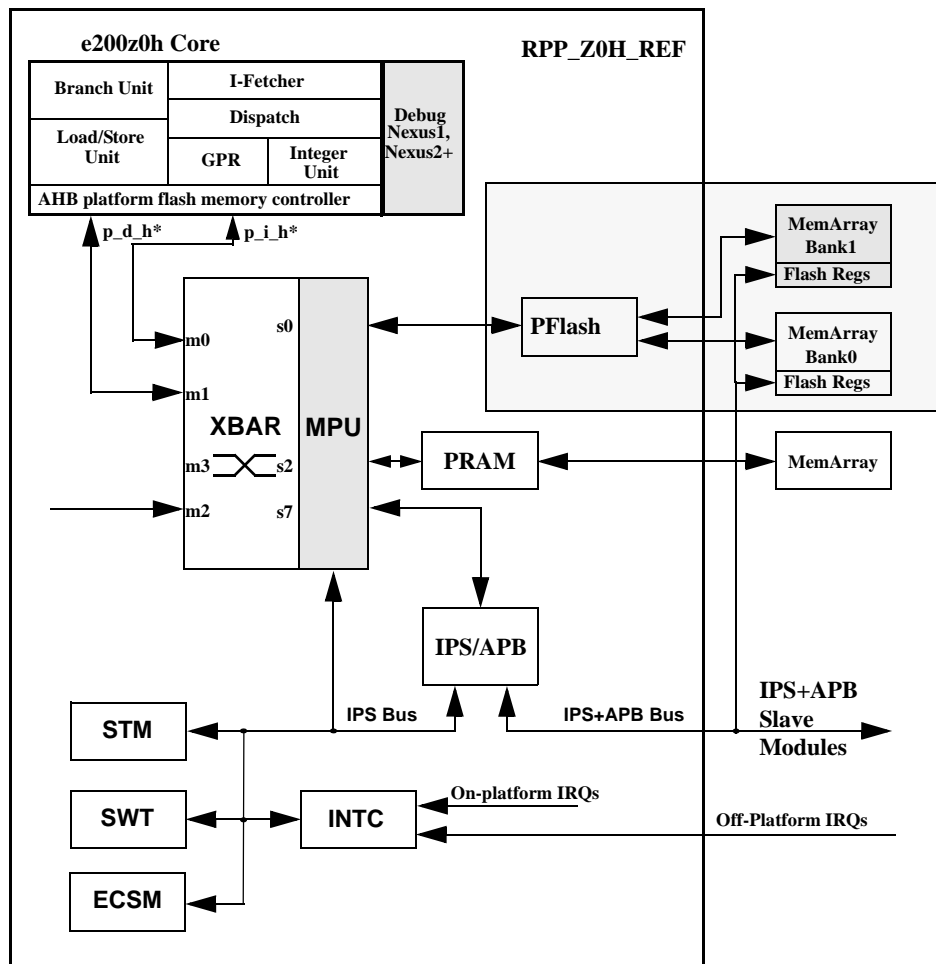 e200z0h Core
RPP_Z0H_REF
Branch Unit
I-Fetcher
Dispatch
Load/Store
Unit
GPR
Integer
Unit
Debug
Nexus1,
Nexus2+
AHB platform flash memory controller
p_d_h*
p_i_h*
MemArray
Bank1
Flash Regs
PFlash
MemArray
Bank0
Flash Regs
s0
m0
m1
XBAR
MPU
m3
s2
m2
s7
PRAM
MemArray
IPS/APB
IPS Bus
IPS+APB Bus
IPS+APB
Slave
Modules
STM
SWT
INTC
On-platform IRQs
Off-Platform IRQs
ECSM